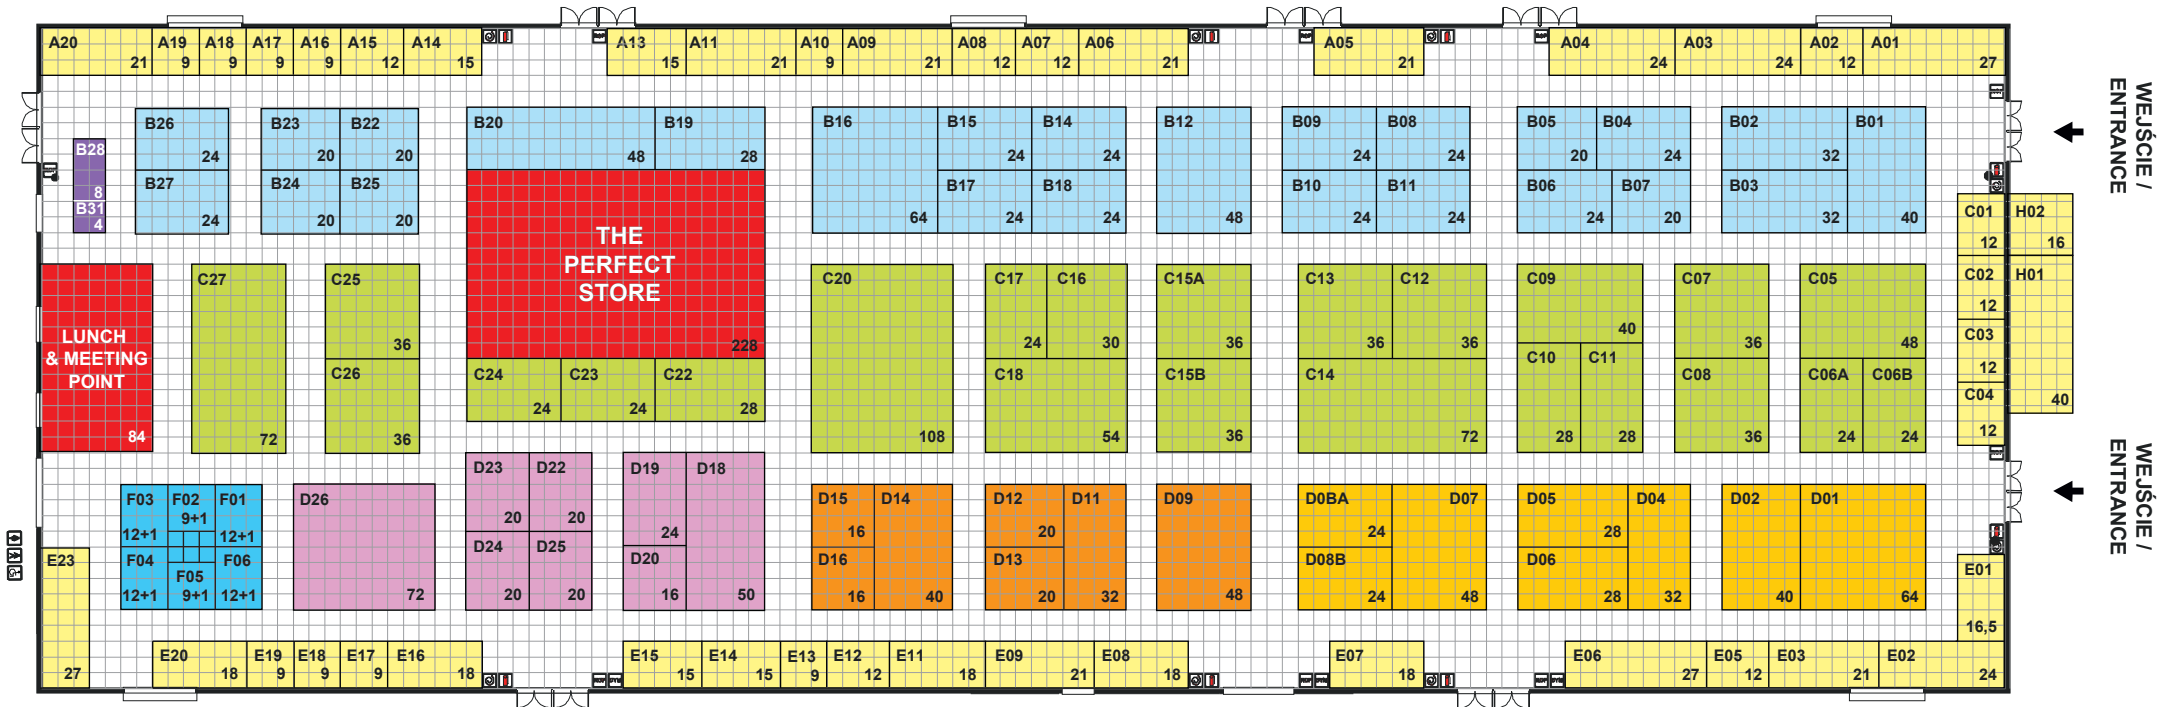 A20 21
A19 9
A18 9
A17 9
A16 9
A15 12
A14 15
A13 15
A11 21
A10 9
A09 21
A08 12
A07 12
A06 21
A05 21
A04 24
A03 24
A02 12
A01 27
B28 8
B31 4
B26 24
B27 24
B23 20
B22 20
B24 20
B25 20
B20 48
B19 28
B16 64
B15 24
B14 24
B17 24
B18 24
B12 48
B09 24
B08 24
B10 24
B11 24
B05 20
B04 24
B06 24
B07 20
B02 32
B03 32
B01 40
WEJŚCIE /
ENTRANCE
C01 12
H02 16
C02 12
H01 40
C03 12
C04 12
LUNCH
& MEETING
POINT
84
C27 72
C25 36
C26 36
THE
PERFECT
STORE
228
C24 24
C23 24
C22 28
C20 108
C17 24
C16 30
C18 54
C15A 36
C15B 36
C13 36
C12 36
C14 72
C09 40
C10 28
C11 28
C07 36
C08 36
C05 48
C06A 24
C06B 24
WEJŚCIE /
ENTRANCE
F03 12+1
F02 9+1
F01 12+1
F04 12+1
F05 9+1
F06 12+1
D26 72
D23 20
D22 20
D24 20
D25 20
D19 24
D18 50
D20 16
D15 16
D14 40
D16 16
D12 20
D11 32
D13 20
D09 48
D0BA 24
D07 48
D08B 24
D05 28
D04 32
D06 28
D02 40
D01 64
E23 27
E20 18
E19 9
E18 9
E17 9
E16 18
E15 15
E14 15
E13 9
E12 12
E11 18
E09 21
E08 18
E07 18
E06 27
E05 12
E03 21
E02 24
E01 16,5